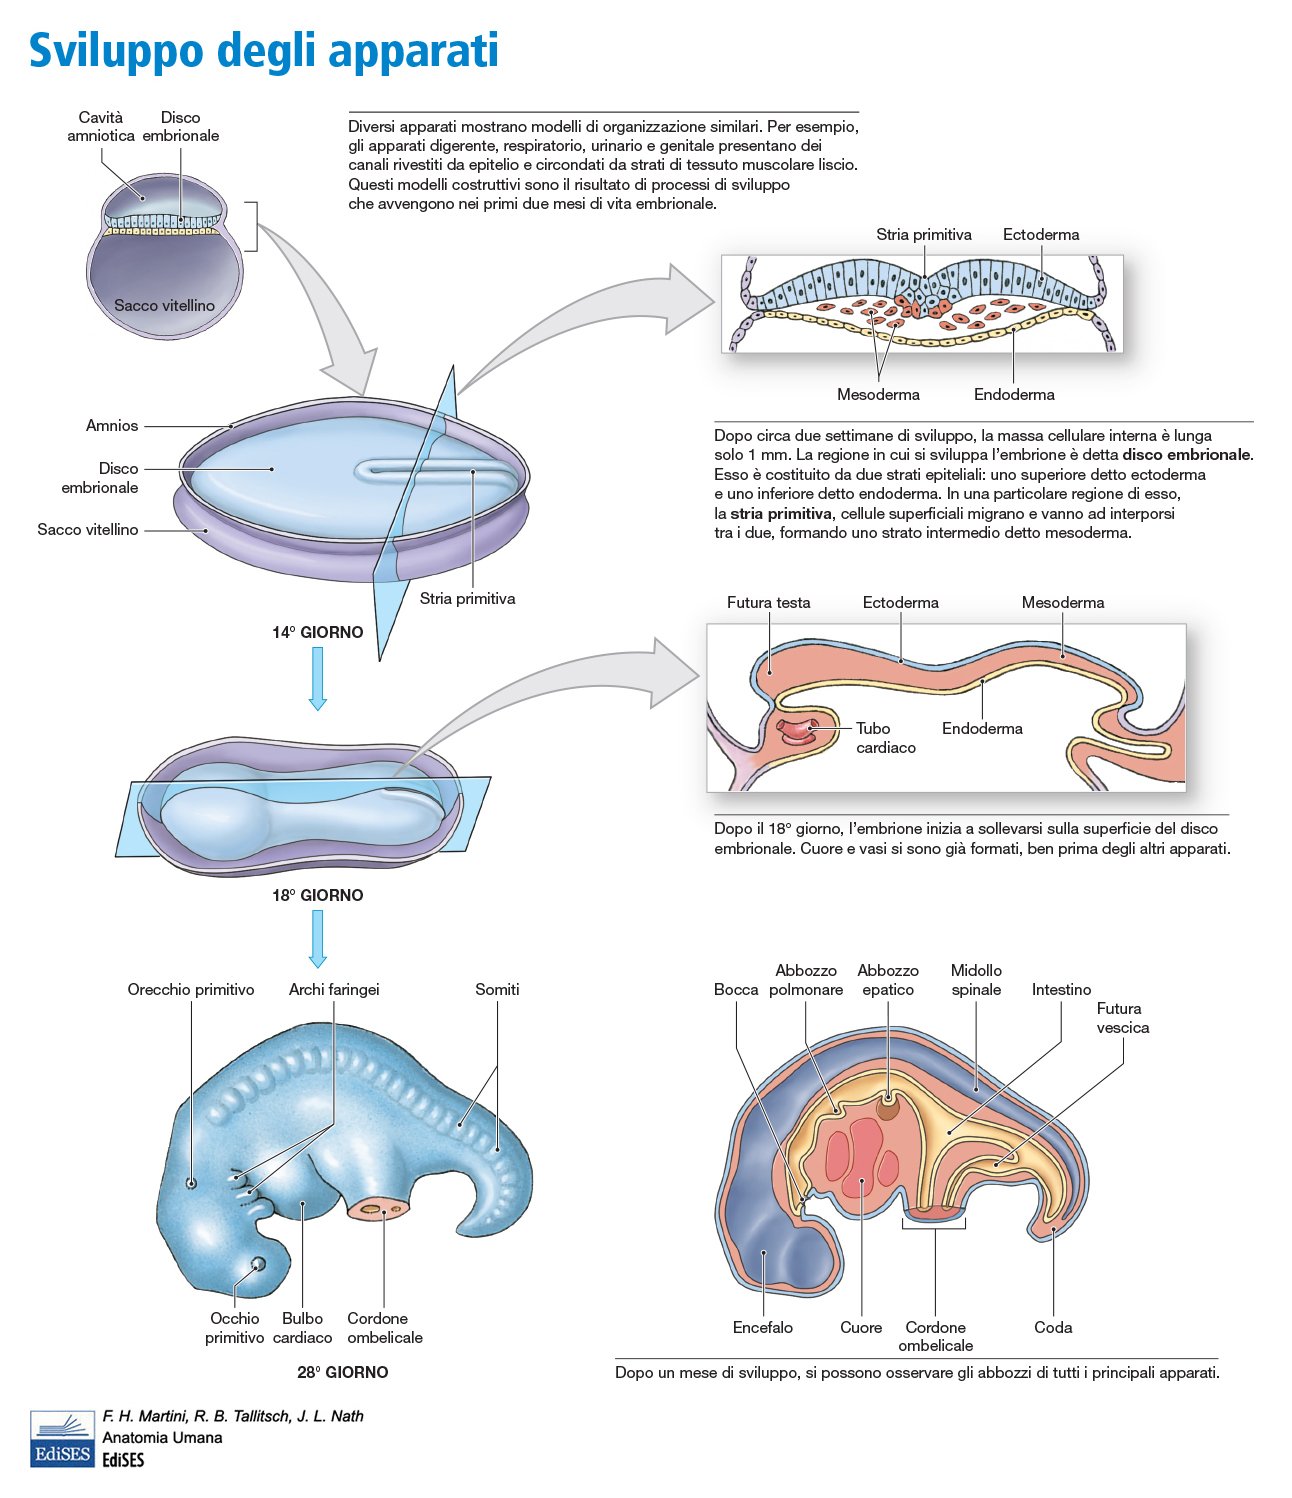 Sviluppo degli apparati
Cavità
amniotica
Disco
embrionale
Sacco vitellino
Diversi apparati mostrano modelli di organizzazione similari. Per esempio,
gli apparati digerente, respiratorio, urinario e genitale presentano dei
canali rivestiti da epitelio e circondati da strati di tessuto muscolare liscio.
Questi modelli costruttivi sono il risultato di processi di sviluppo
che avvengono nei primi due mesi di vita embrionale.
Stria primitiva
Ectoderma
Mesoderma
Endoderma
Amnios
Disco
embrionale
Sacco vitellino
Stria primitiva
14° GIORNO
Dopo circa due settimane di sviluppo, la massa cellulare interna è lunga
solo 1 mm. La regione in cui si sviluppa l'embrione è detta disco embrionale.
Esso è costituito da due strati epiteliali: uno superiore detto ectoderma
e uno inferiore detto endoderma. In una particolare regione di esso,
la stria primitiva, cellule superficiali migrano e vanno ad interporsi
tra i due, formando uno strato intermedio detto mesoderma.
Futura testa
Ectoderma
Mesoderma
Tubo
cardiaco
Endoderma
18° GIORNO
Dopo il 18° giorno, l'embrione inizia a sollevarsi sulla superficie del disco
embrionale. Cuore e vasi si sono già formati, ben prima degli altri apparati.
Orecchio primitivo
Archi faringei
Somiti
Occhio
primitivo
Bulbo
cardiaco
Cordone
ombelicale
28° GIORNO
Bocca
Abbozzo
polmonare
Abbozzo
epatico
Midollo
spinale
Intestino
Futura
vescica
Encefalo
Cuore
Cordone
ombelicale
Coda
Dopo un mese di sviluppo, si possono osservare gli abbozzi di tutti i principali apparati.
EdiSES
F. H. Martini, R. B. Tallitsch, J. L. Nath
Anatomia Umana
EdiSES